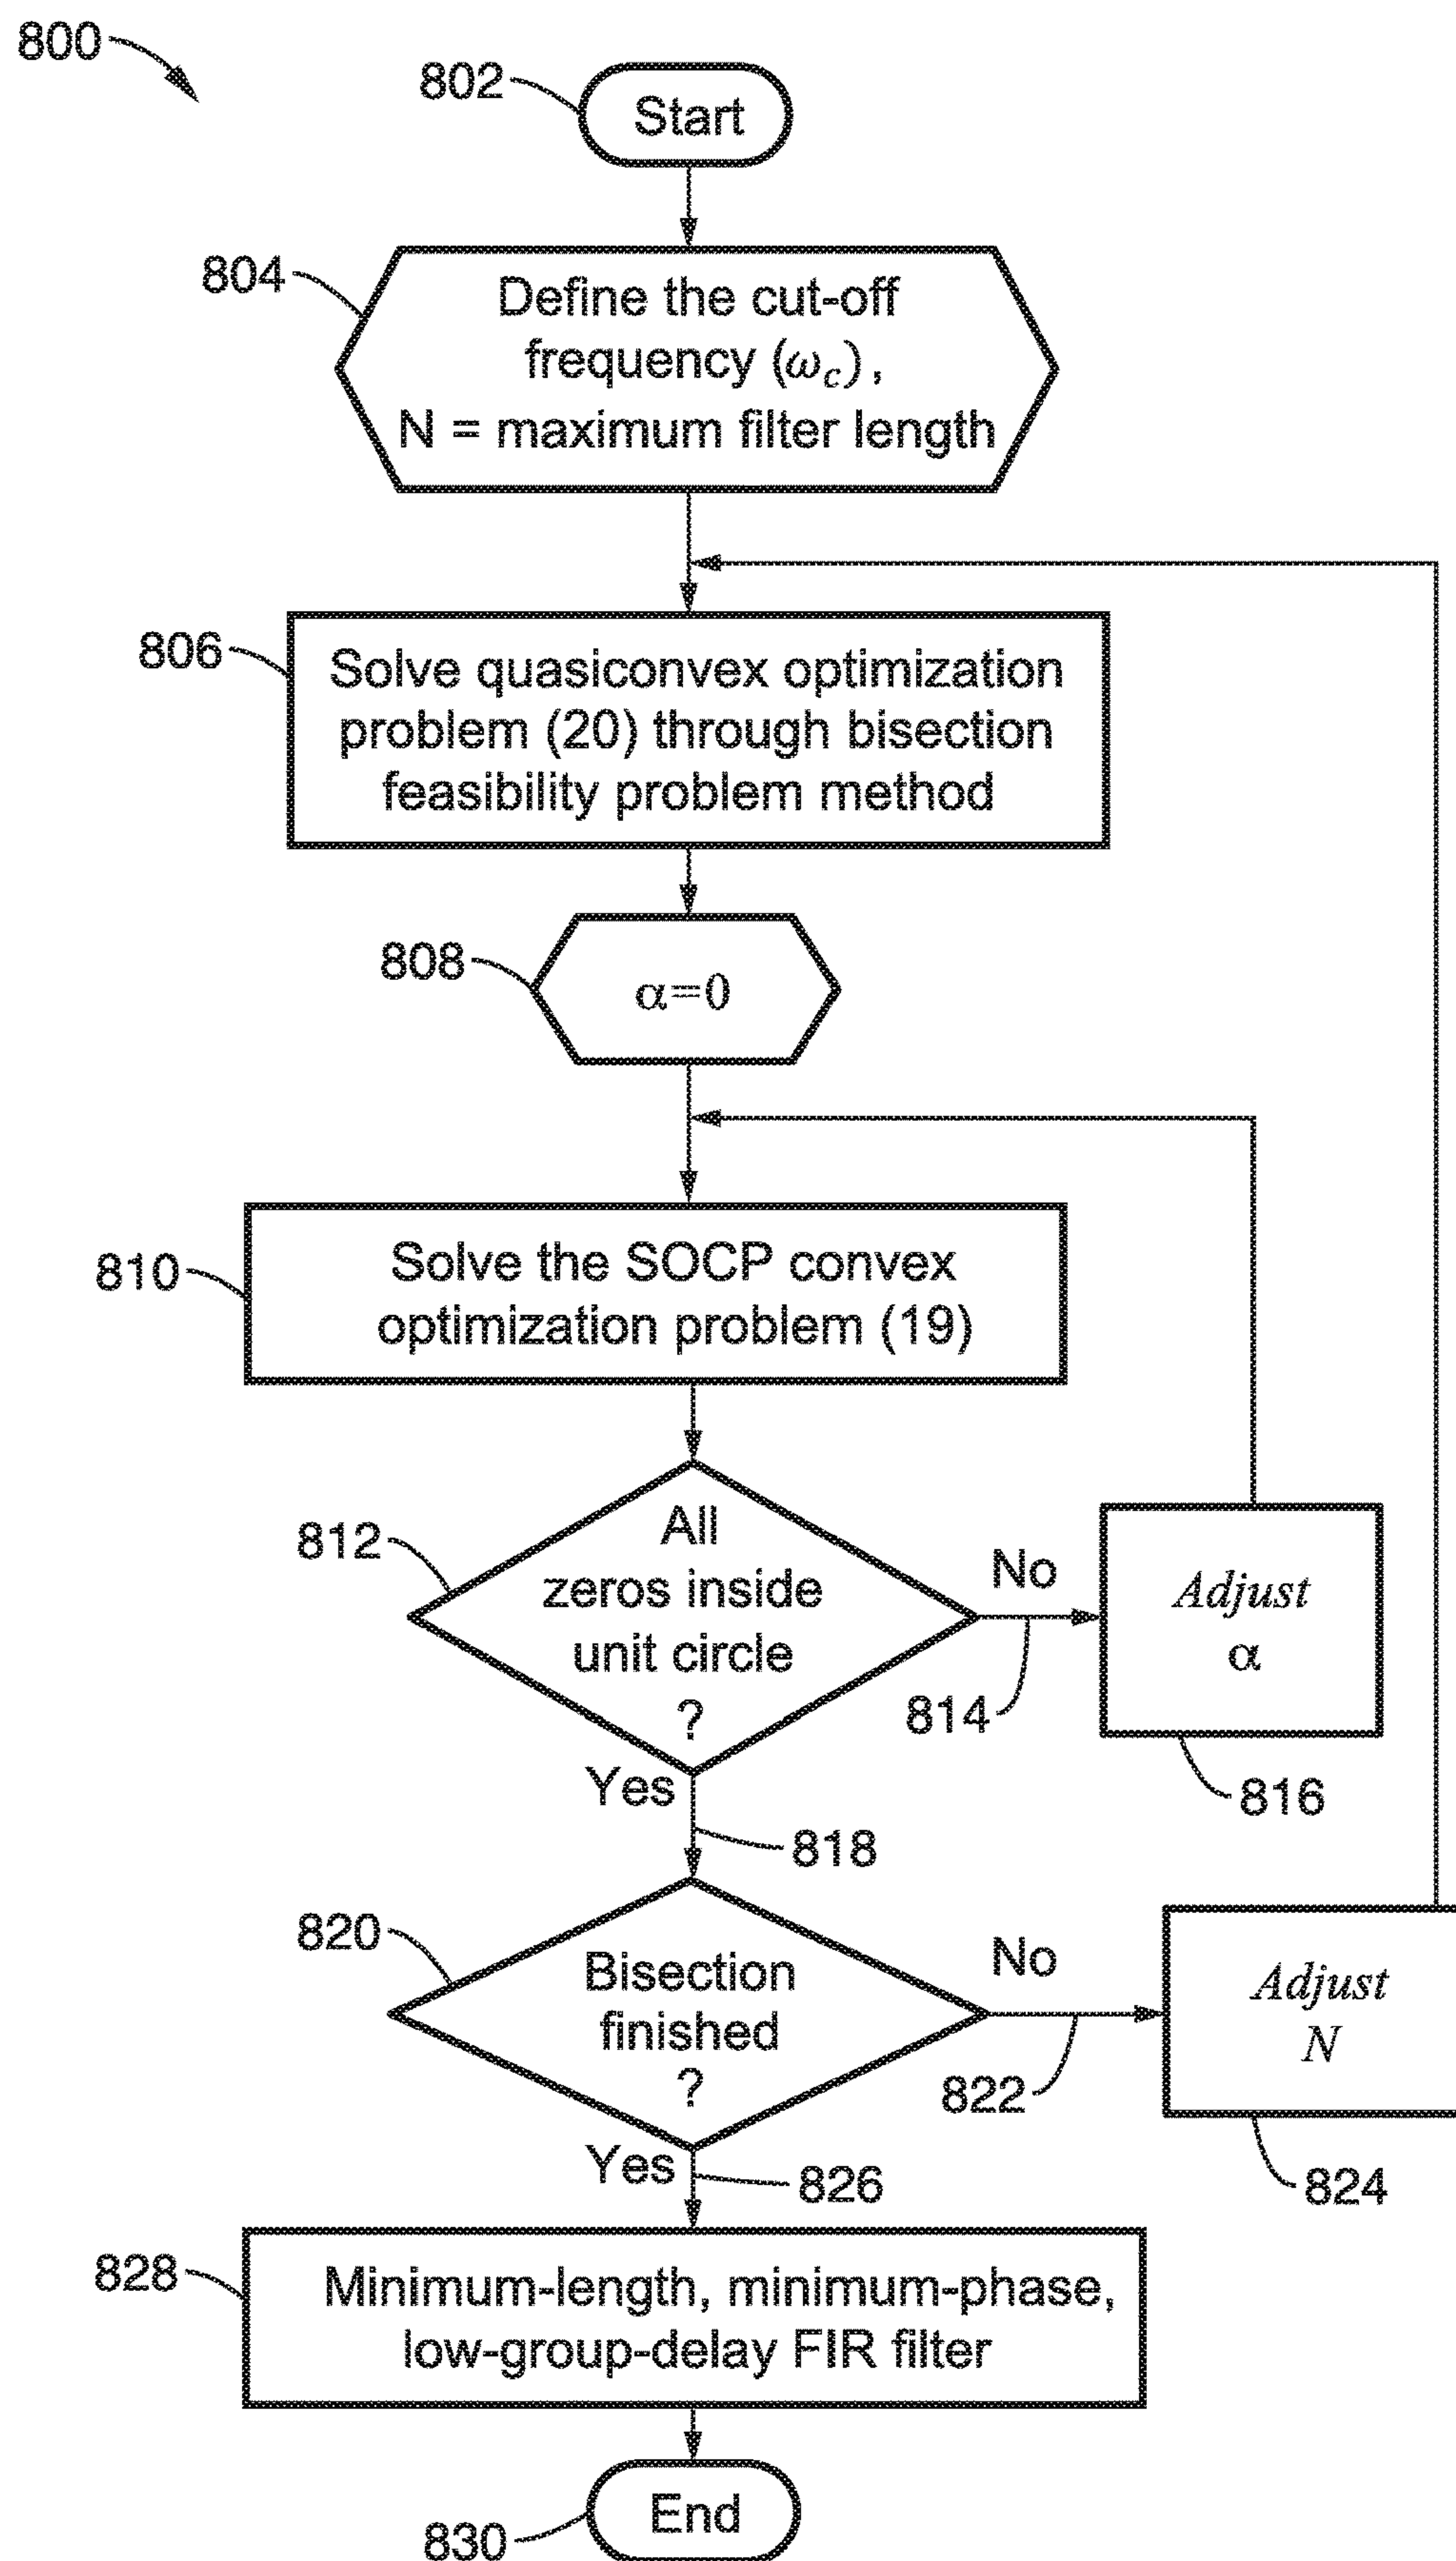 800
802
Start
804
Define the cut-off
frequency (ω_c),
N = maximum filter length
806
Solve quasiconvex optimization
problem (20) through bisection
feasibility problem method
808
α=0
810
Solve the SOCP convex
optimization problem (19)
812
All
zeros inside
unit circle
?
No
814
Adjust
α
816
Yes
818
820
Bisection
finished
?
No
822
Adjust
N
824
Yes
826
828
Minimum-length, minimum-phase,
low-group-delay FIR filter
830
End